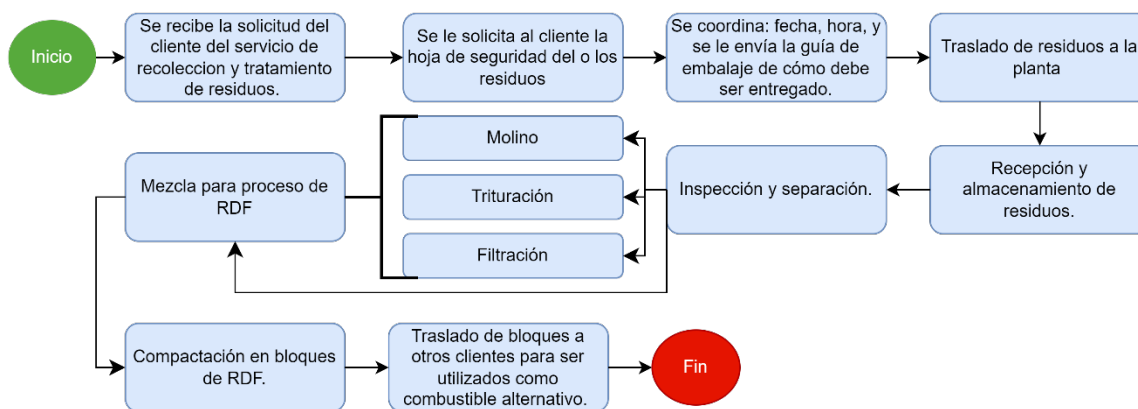 Inicio
Se recibe la solicitud del
cliente del servicio de
recoleccion y tratamiento
de residuos.
Se le solicita al cliente la
hoja de seguridad del o los
residuos
Se coordina: fecha, hora, y
se le envía la guía de
embalaje de cómo debe
ser entregado.
Traslado de residuos a la
planta
Recepción y
almacenamiento de
residuos.
Inspección y separación.
Molino
Trituración
Filtración
Mezcla para proceso de
RDF
Compactación en bloques
de RDF.
Traslado de bloques a
otros clientes para ser
utilizados como
combustible alternativo.
Fin